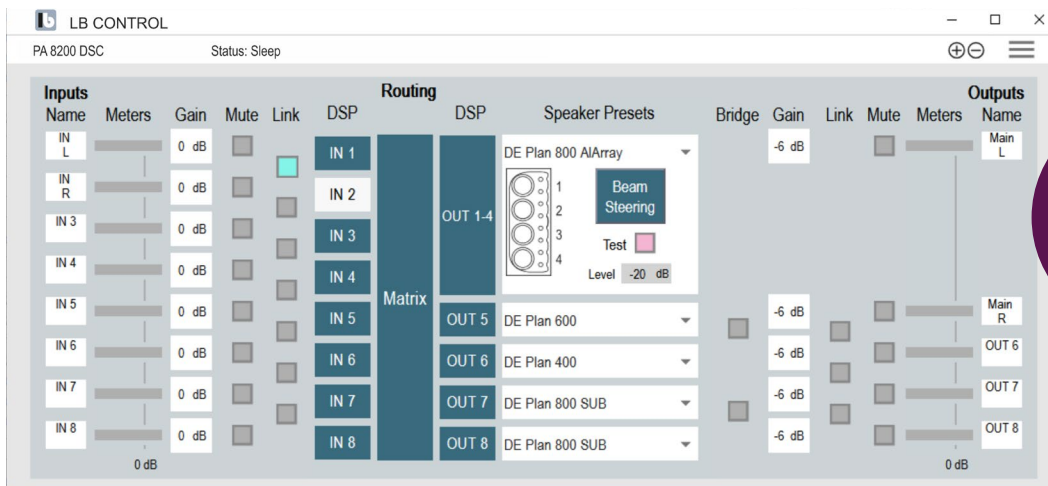 LB CONTROL
PA 8200 DSC Status: Sleep
Inputs Routing Outputs
Name Meters Gain Mute Link DSP DSP Speaker Presets Bridge Gain Link Mute Meters Name
IN L 0 dB IN 1 DE Plan 800 AlArray -6 dB Main L
IN R 0 dB IN 2 1 Beam Steering
IN 3 0 dB IN 3 OUT 1-4 2
3 Test
IN 4 0 dB IN 4 4 Level -20 dB
Matrix
IN 5 0 dB IN 5 OUT 5 DE Plan 600 -6 dB Main R
IN 6 0 dB IN 6 OUT 6 DE Plan 400 -6 dB OUT 6
IN 7 0 dB IN 7 OUT 7 DE Plan 800 SUB -6 dB OUT 7
IN 8 0 dB IN 8 OUT 8 DE Plan 800 SUB -6 dB OUT 8
0 dB 0 dB